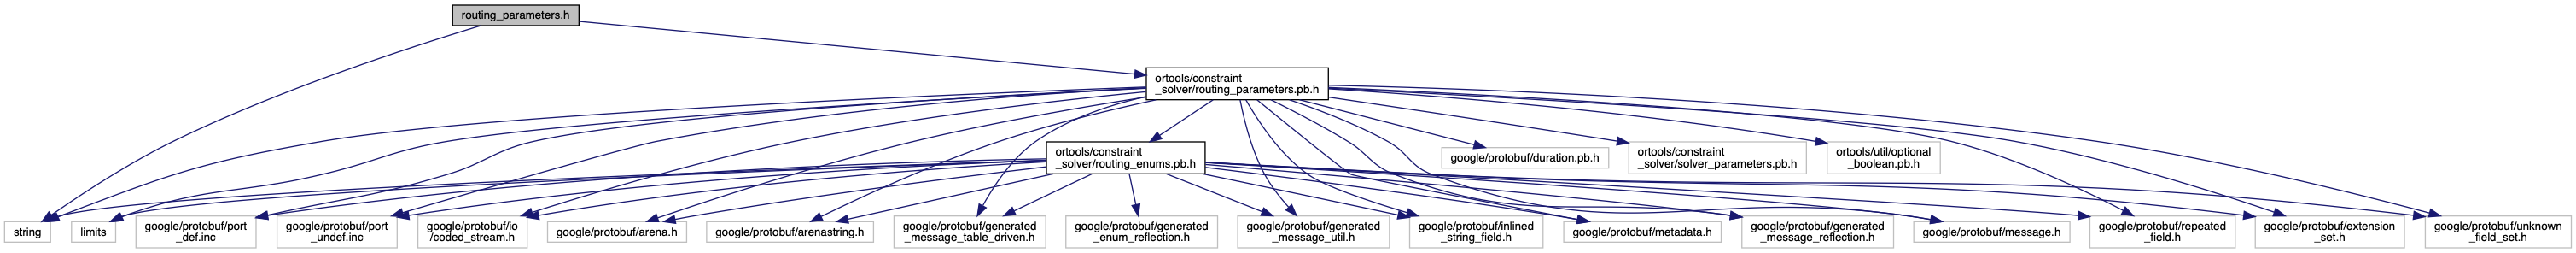 routing_parameters.h
ortools/constraint
_solver/routing_parameters.pb.h
ortools/constraint
_solver/routing_enums.pb.h
google/protobuf/duration.pb.h
ortools/constraint
_solver/solver_parameters.pb.h
ortools/util/optional
_boolean.pb.h
string
limits
google/protobuf/port
_def.inc
google/protobuf/port
_undef.inc
google/protobuf/io
/coded_stream.h
google/protobuf/arena.h
google/protobuf/arenastring.h
google/protobuf/generated
_message_table_driven.h
google/protobuf/generated
_enum_reflection.h
google/protobuf/generated
_message_util.h
google/protobuf/inlined
_string_field.h
google/protobuf/metadata.h
google/protobuf/generated
_message_reflection.h
google/protobuf/message.h
google/protobuf/repeated
_field.h
google/protobuf/extension
_set.h
google/protobuf/unknown
_field_set.h